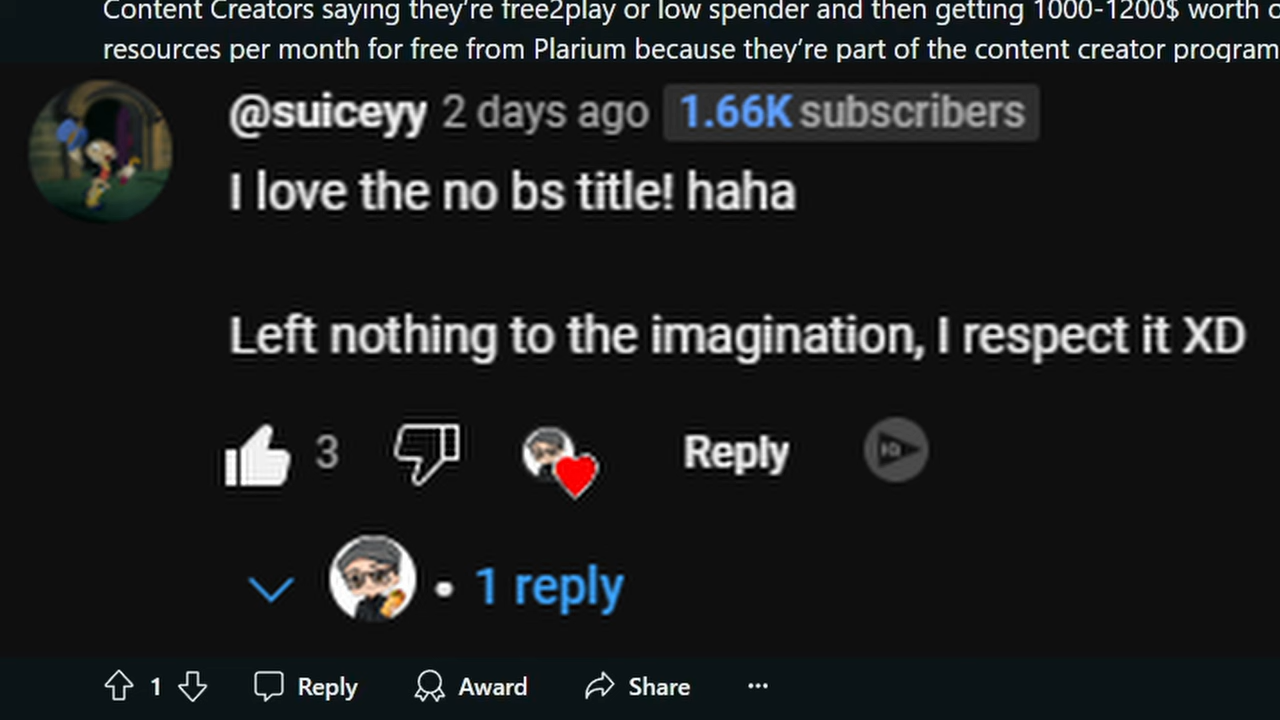 Content Creators saying they're free2play or low spender and then getting 1000-1200$ worth
resources per month for free from Plarium because they're part of the content creator program
@suiceyy 2 days ago 1.66K subscribers
I love the no bs title! haha
Left nothing to the imagination, I respect it XD
3 Reply
1 reply
1 Reply Award Share